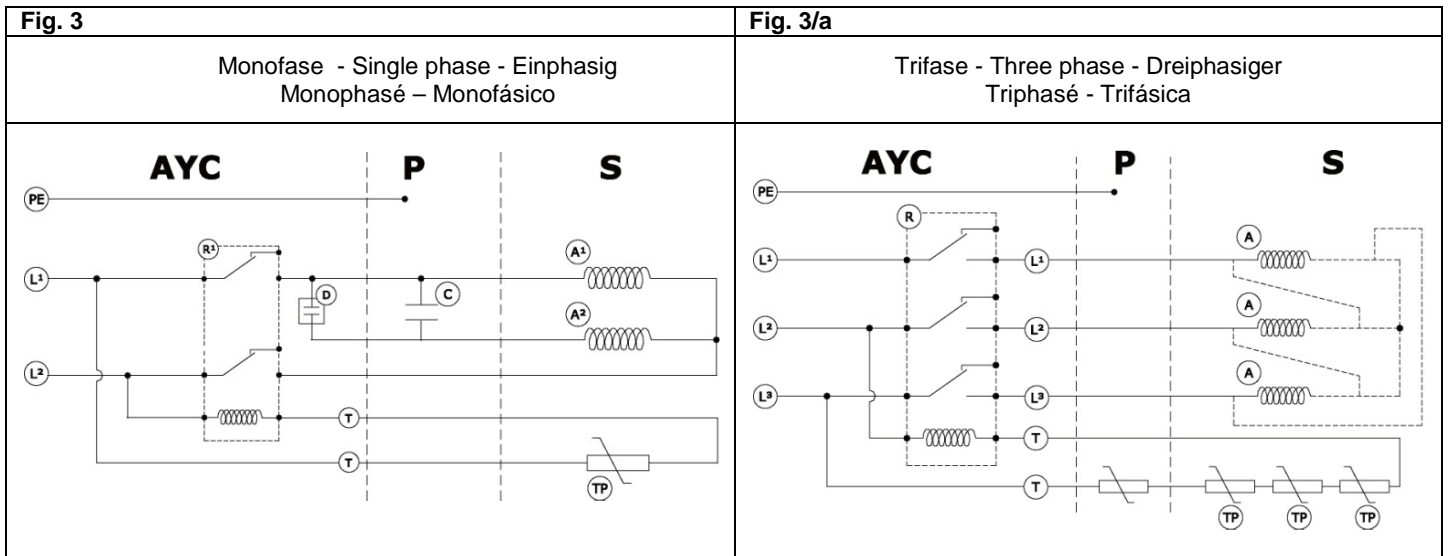 Fig. 3
Monofase - Single phase - Einphasig
Monophasé – Monofásico
AYC P S
PE
R¹ A¹
L¹
D C
A²
L²
T
T
TP
Fig. 3/a
Trifase - Three phase - Dreiphasiger
Triphasé - Trifásica
AYC P S
PE
R
A
L¹ L¹
A
L² L²
A
L³ L³
T
T
TP TP TP